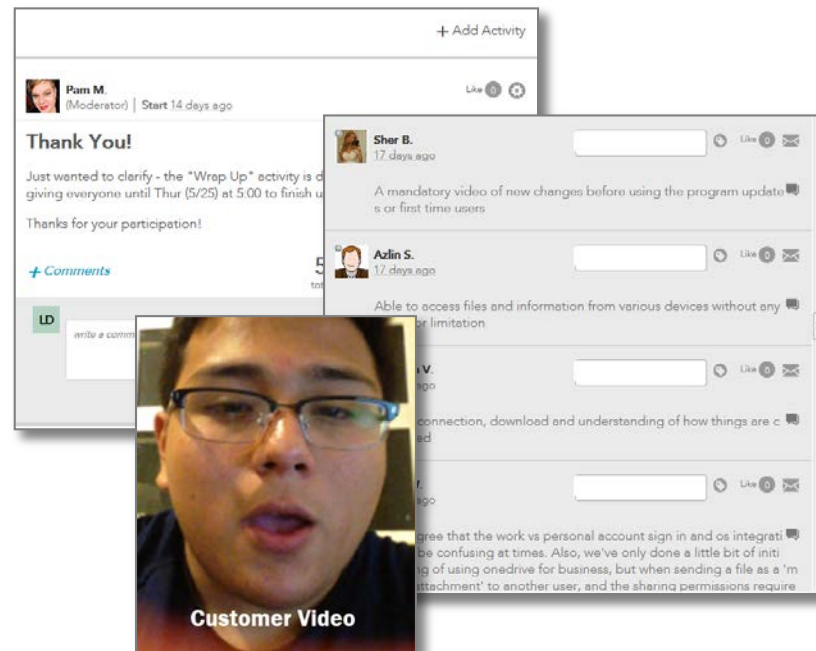 + Add Activity
Pam M.
(Moderator) | Start 14 days ago
Like 0
Thank You!
Just wanted to clarify - the "Wrap Up" activity is d
giving everyone until Thur (5/25) at 5:00 to finish u
Thanks for your participation!
+ Comments
5
LD
write a comm
Sher B.
17 days ago
Like 0
A mandatory video of new changes before using the program update
s or first time users
Azlin S.
17 days ago
Like 0
Able to access files and information from various devices without any
or limitation
V.
ago
Like 0
connection, download and understanding of how things are c
ed
ago
Like 0
gree that the work vs personal account sign in and os integrati
be confusing at times. Also, we've only done a little bit of initi
g of using onedrive for business, but when sending a file as a 'm
attachment' to another user, and the sharing permissions require
Customer Video